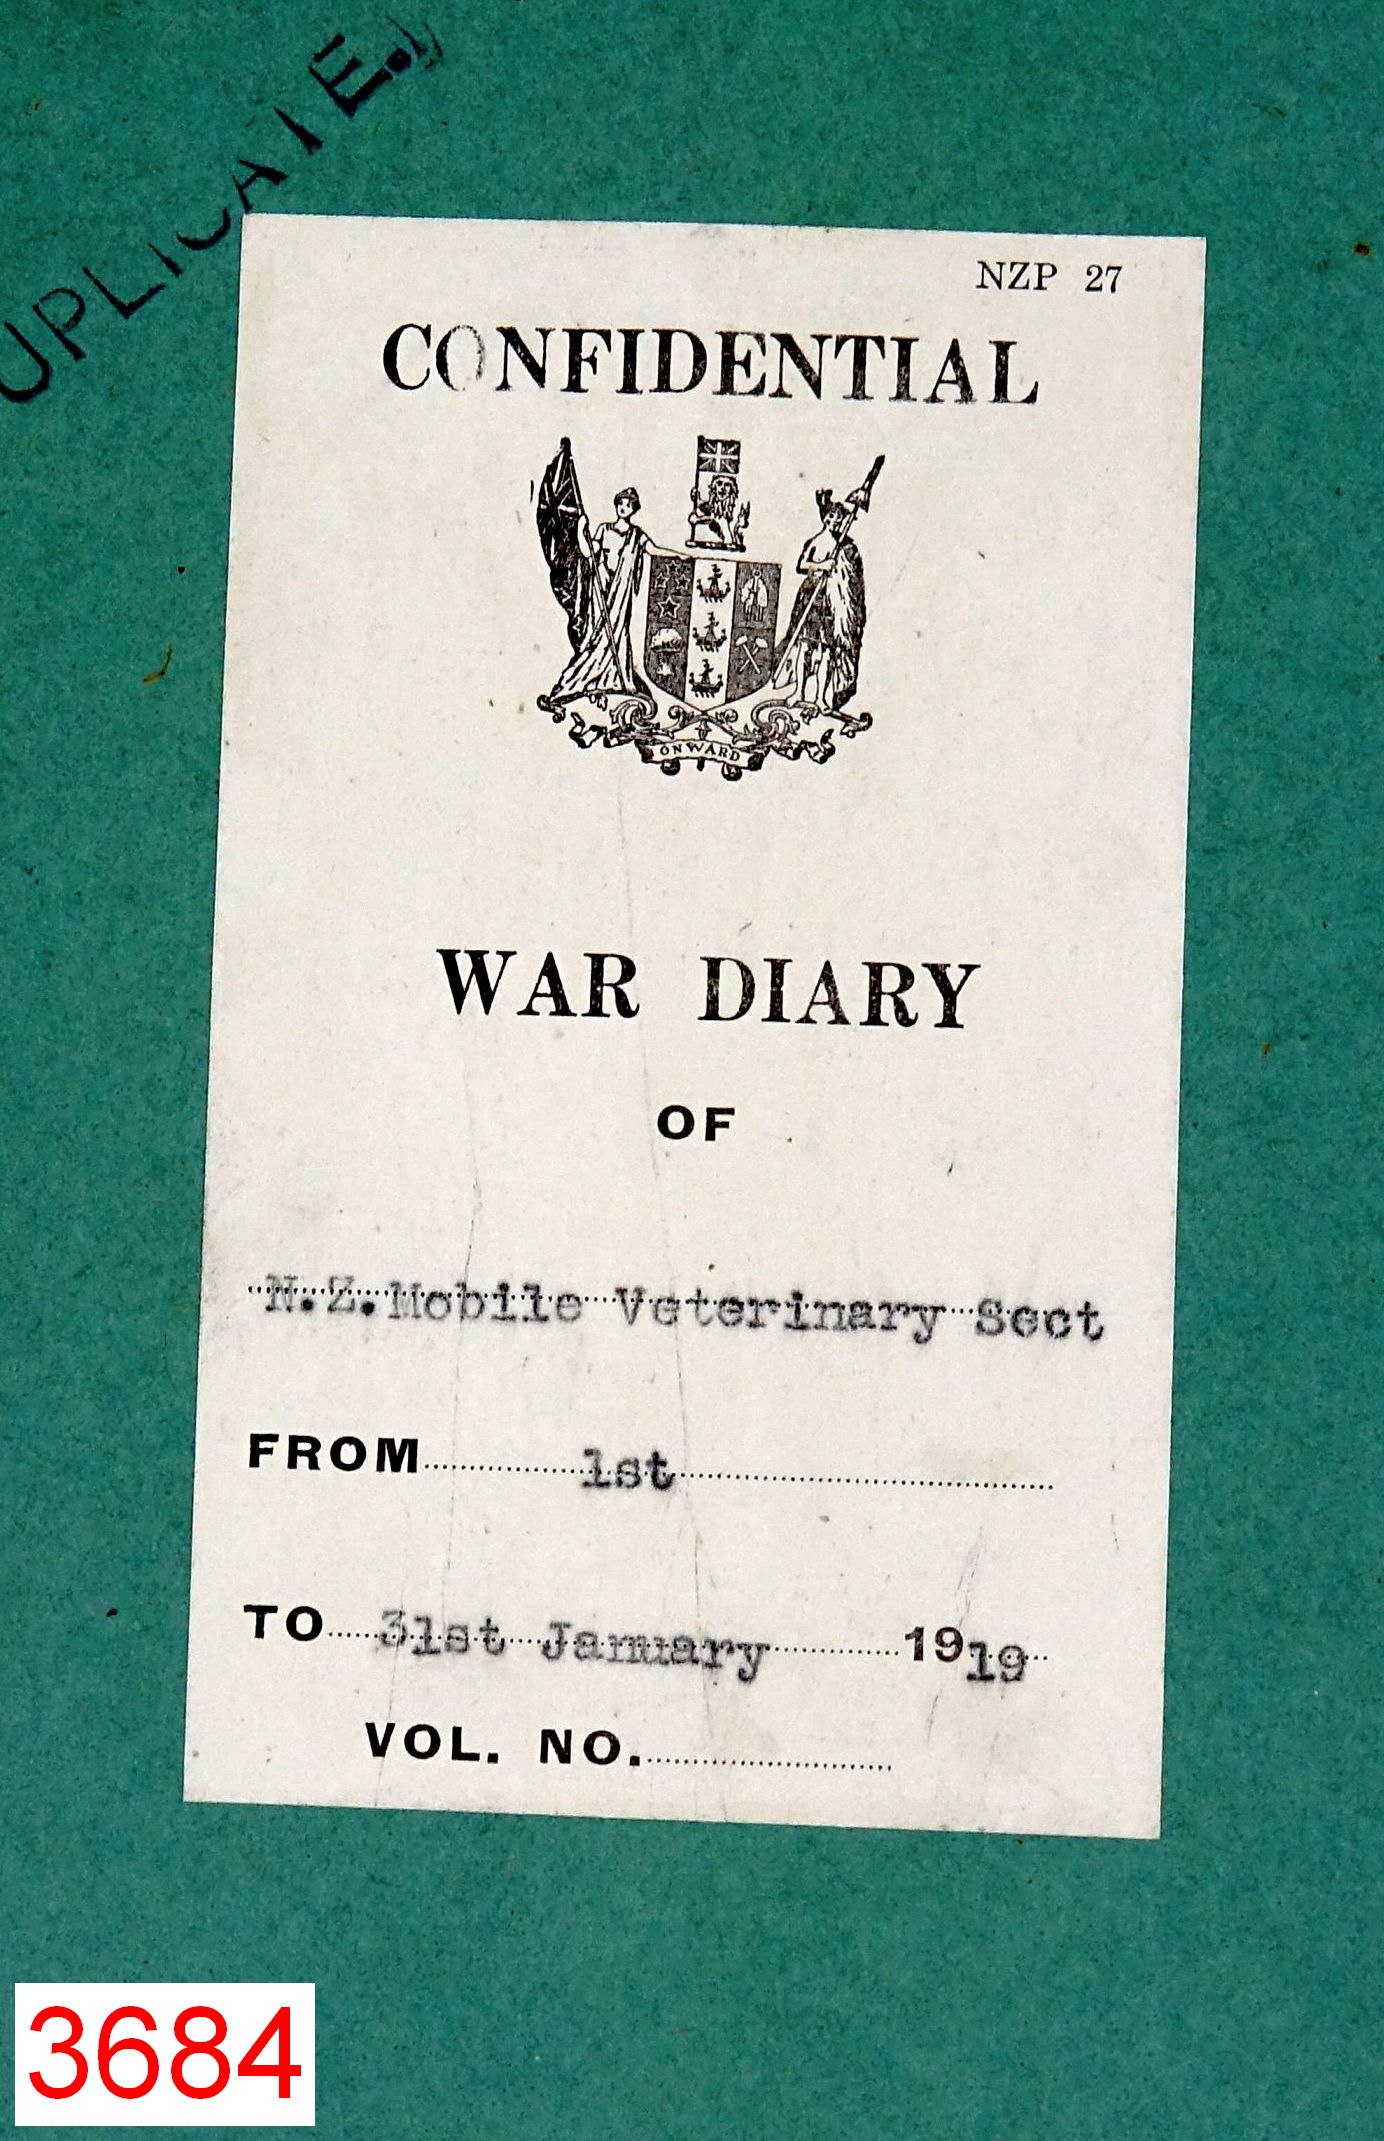 UPLICATE.
NZP 27
CONFIDENTIAL
ONWARD
WAR DIARY
OF
N.Z.Mobile Veterinary Sect
FROM 1st
TO 31st January 1919
VOL. NO.
3684